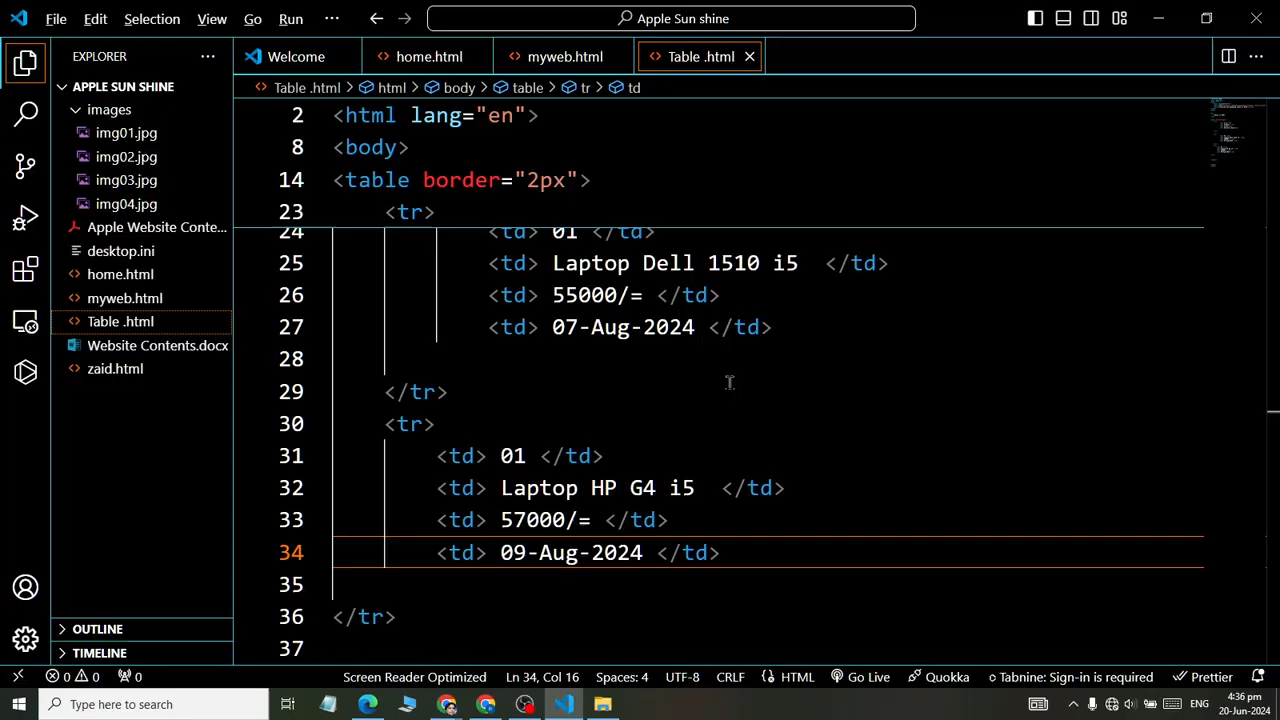 File Edit Selection View Go Run ··· Apple Sun shine
EXPLORER ···
Welcome home.html myweb.html Table .html
APPLE SUN SHINE
images
img01.jpg
img02.jpg
img03.jpg
img04.jpg
Apple Website Conte...
desktop.ini
home.html
myweb.html
Table .html
Website Contents.docx
zaid.html
OUTLINE
TIMELINE
Table .html > html > body > table > tr > td
2 <html lang="en">
8 <body>
14 <table border="2px">
23 <tr>
24 <td> 01 </td>
25 <td> Laptop Dell 1510 i5  </td>
26 <td> 55000/= </td>
27 <td> 07-Aug-2024 </td>
28
29 </tr>
30 <tr>
31 <td> 01 </td>
32 <td> Laptop HP G4 i5  </td>
33 <td> 57000/= </td>
34 <td> 09-Aug-2024 </td>
35
36 </tr>
37
0 0 0 Screen Reader Optimized Ln 34, Col 16 Spaces: 4 UTF-8 CRLF HTML Go Live Quokka Tabnine: Sign-in is required Prettier
Type here to search ENG 4:36 pm
20-Jun-2024